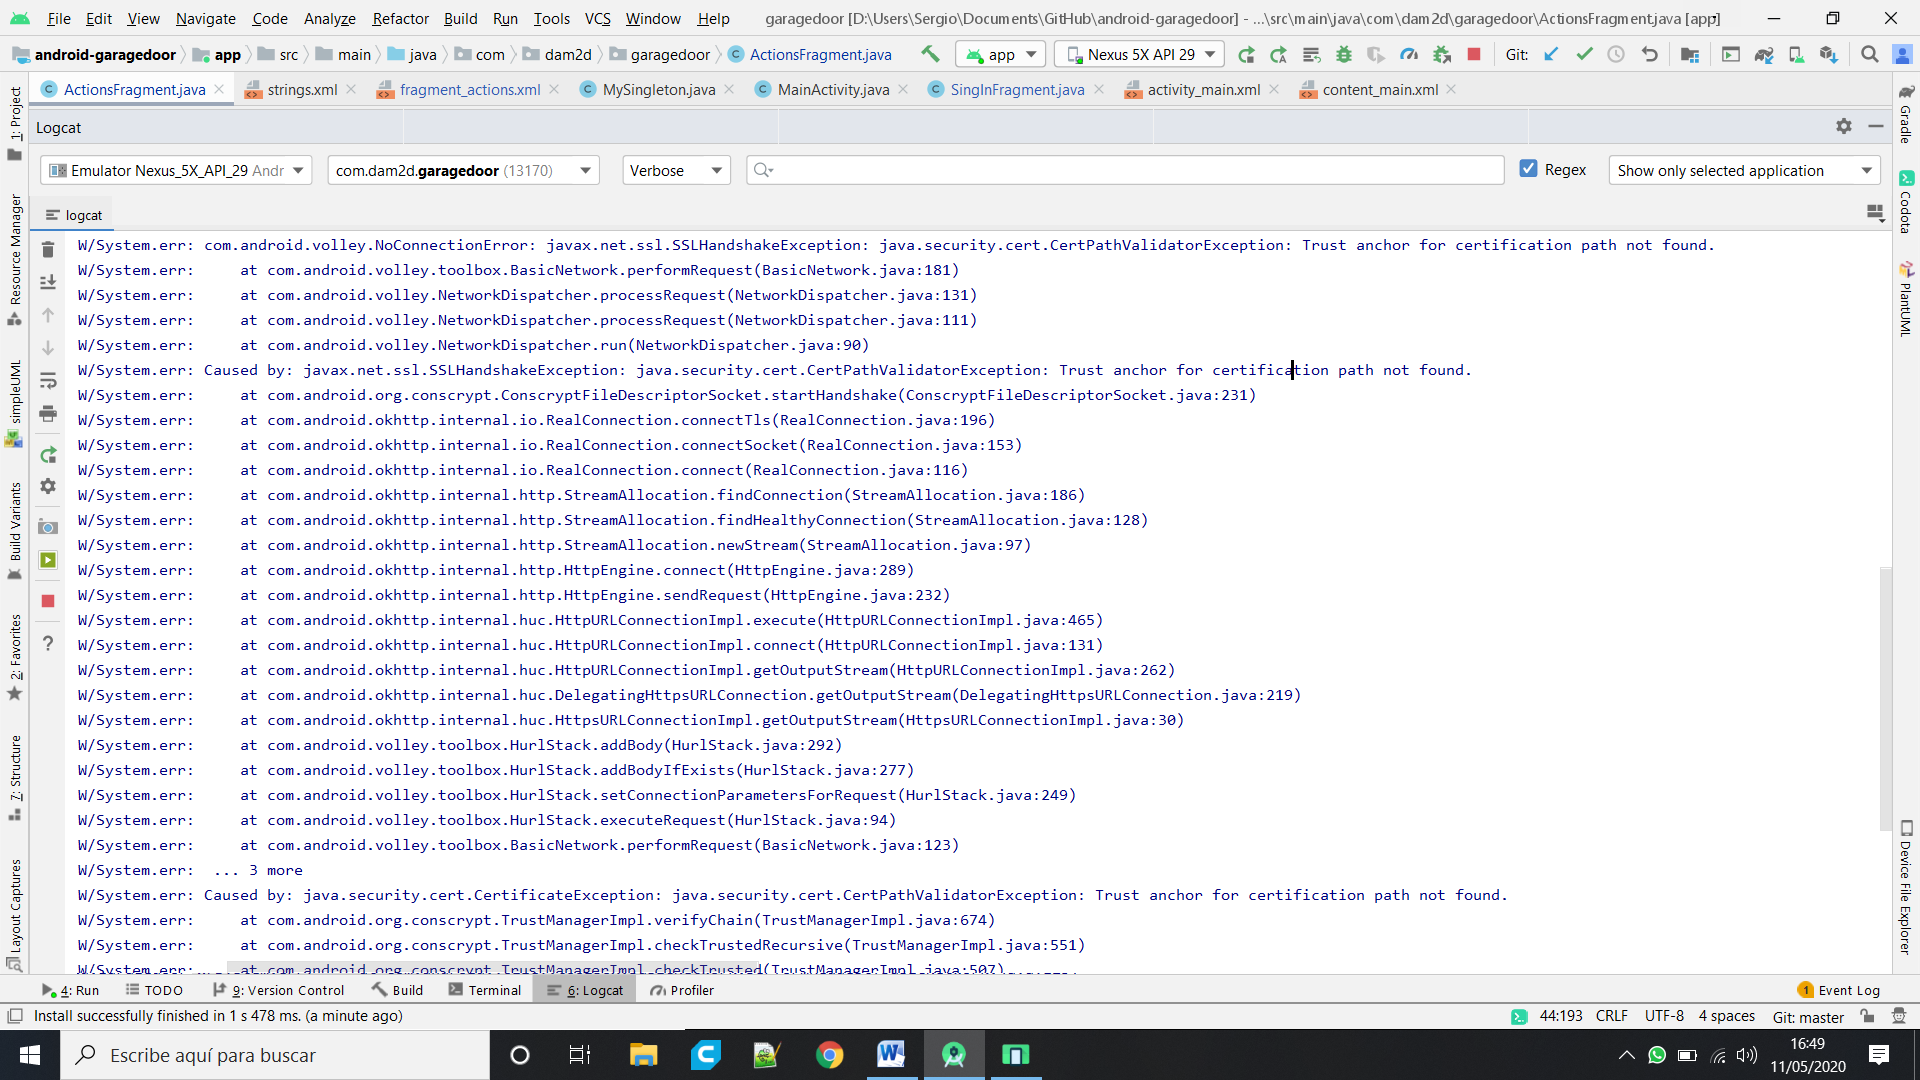 File Edit View Navigate Code Analyze Refactor Build Run Tools VCS Window Help garagedoor [D:\Users\Sergio\Documents\GitHub\android-garagedoor] - ...\src\main\java\com\dam2d\garagedoor\ActionsFragment.java [app]
android-garagedoor app src main java com dam2d garagedoor ActionsFragment.java app Nexus 5X API 29 Git:
ActionsFragment.java strings.xml fragment_actions.xml MySingleton.java MainActivity.java SingInFragment.java activity_main.xml content_main.xml
Logcat
Emulator Nexus_5X_API_29 Andr com.dam2d.garagedoor (13170) Verbose Regex Show only selected application
logcat
W/System.err: com.android.volley.NoConnectionError: javax.net.ssl.SSLHandshakeException: java.security.cert.CertPathValidatorException: Trust anchor for certification path not found.
W/System.err:     at com.android.volley.toolbox.BasicNetwork.performRequest(BasicNetwork.java:181)
W/System.err:     at com.android.volley.NetworkDispatcher.processRequest(NetworkDispatcher.java:131)
W/System.err:     at com.android.volley.NetworkDispatcher.processRequest(NetworkDispatcher.java:111)
W/System.err:     at com.android.volley.NetworkDispatcher.run(NetworkDispatcher.java:90)
W/System.err: Caused by: javax.net.ssl.SSLHandshakeException: java.security.cert.CertPathValidatorException: Trust anchor for certification path not found.
W/System.err:     at com.android.org.conscrypt.ConscryptFileDescriptorSocket.startHandshake(ConscryptFileDescriptorSocket.java:231)
W/System.err:     at com.android.okhttp.internal.io.RealConnection.connectTls(RealConnection.java:196)
W/System.err:     at com.android.okhttp.internal.io.RealConnection.connectSocket(RealConnection.java:153)
W/System.err:     at com.android.okhttp.internal.io.RealConnection.connect(RealConnection.java:116)
W/System.err:     at com.android.okhttp.internal.http.StreamAllocation.findConnection(StreamAllocation.java:186)
W/System.err:     at com.android.okhttp.internal.http.StreamAllocation.findHealthyConnection(StreamAllocation.java:128)
W/System.err:     at com.android.okhttp.internal.http.StreamAllocation.newStream(StreamAllocation.java:97)
W/System.err:     at com.android.okhttp.internal.http.HttpEngine.connect(HttpEngine.java:289)
W/System.err:     at com.android.okhttp.internal.http.HttpEngine.sendRequest(HttpEngine.java:232)
W/System.err:     at com.android.okhttp.internal.huc.HttpURLConnectionImpl.execute(HttpURLConnectionImpl.java:465)
W/System.err:     at com.android.okhttp.internal.huc.HttpURLConnectionImpl.connect(HttpURLConnectionImpl.java:131)
W/System.err:     at com.android.okhttp.internal.huc.HttpURLConnectionImpl.getOutputStream(HttpURLConnectionImpl.java:262)
W/System.err:     at com.android.okhttp.internal.huc.DelegatingHttpsURLConnection.getOutputStream(DelegatingHttpsURLConnection.java:219)
W/System.err:     at com.android.okhttp.internal.huc.HttpsURLConnectionImpl.getOutputStream(HttpsURLConnectionImpl.java:30)
W/System.err:     at com.android.volley.toolbox.HurlStack.addBody(HurlStack.java:292)
W/System.err:     at com.android.volley.toolbox.HurlStack.addBodyIfExists(HurlStack.java:277)
W/System.err:     at com.android.volley.toolbox.HurlStack.setConnectionParametersForRequest(HurlStack.java:249)
W/System.err:     at com.android.volley.toolbox.HurlStack.executeRequest(HurlStack.java:94)
W/System.err:     at com.android.volley.toolbox.BasicNetwork.performRequest(BasicNetwork.java:123)
W/System.err:  ... 3 more
W/System.err: Caused by: java.security.cert.CertificateException: java.security.cert.CertPathValidatorException: Trust anchor for certification path not found.
W/System.err:     at com.android.org.conscrypt.TrustManagerImpl.verifyChain(TrustManagerImpl.java:674)
W/System.err:     at com.android.org.conscrypt.TrustManagerImpl.checkTrustedRecursive(TrustManagerImpl.java:551)
W/System.err:     at com.android.org.conscrypt.TrustManagerImpl.checkTrusted(TrustManagerImpl.java:507)
1: Project
Resource Manager
simpleUML
Build Variants
2: Favorites
7: Structure
Layout Captures
Gradle
Codota
PlantUML
Device File Explorer
4: Run TODO 9: Version Control Build Terminal 6: Logcat Profiler 1 Event Log
Install successfully finished in 1 s 478 ms. (a minute ago) 44:193 CRLF UTF-8 4 spaces Git: master
Escribe aquí para buscar
16:49
11/05/2020